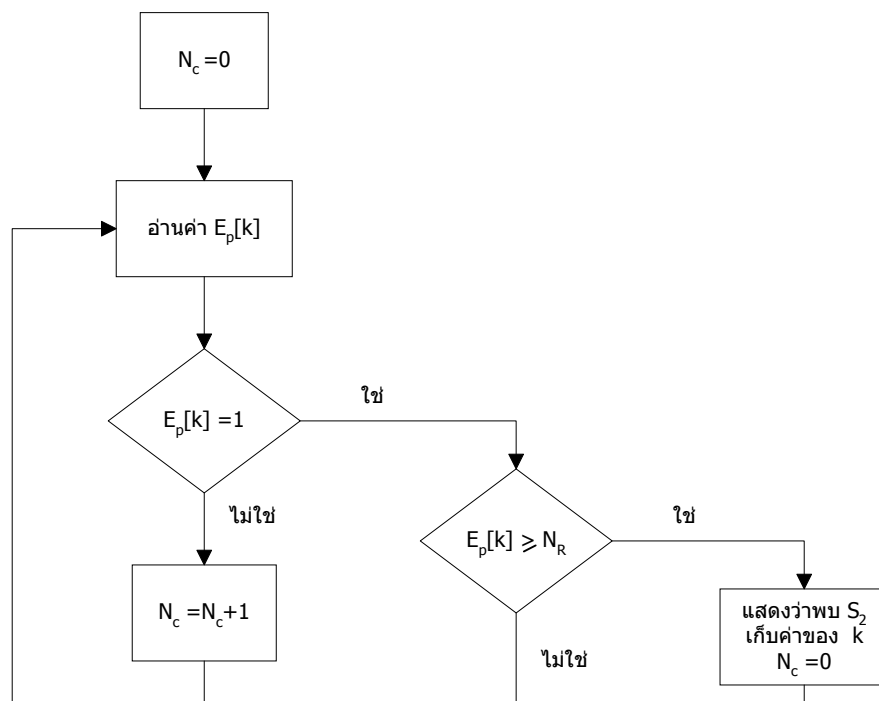 N_c =0
อ่านค่า E_p[k]
E_p[k] =1
ใช่
ไม่ใช่
E_p[k] ⩾ N_R
ใช่
N_c =N_c+1
ไม่ใช่
แสดงว่าพบ S_2
เก็บค่าของ k
N_c =0